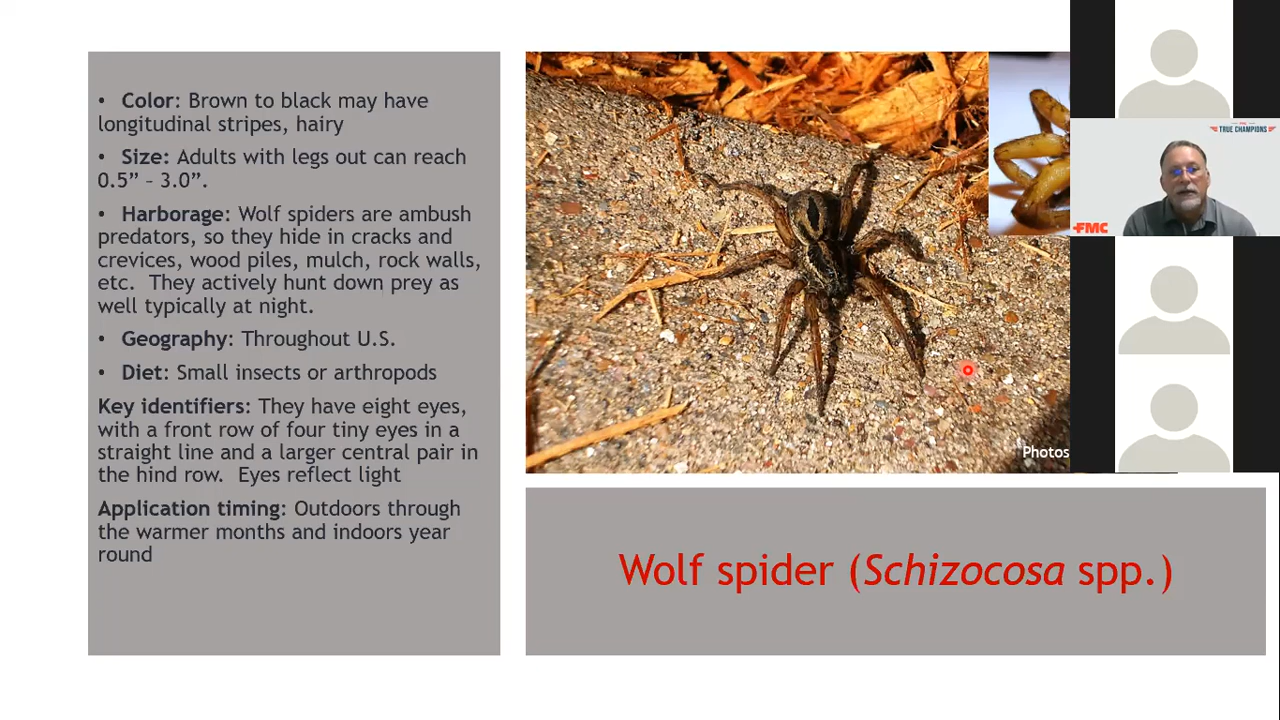 • Color: Brown to black may have
longitudinal stripes, hairy
• Size: Adults with legs out can reach
0.5” – 3.0”.
• Harborage: Wolf spiders are ambush
predators, so they hide in cracks and
crevices, wood piles, mulch, rock walls,
etc. They actively hunt down prey as
well typically at night.
• Geography: Throughout U.S.
• Diet: Small insects or arthropods
Key identifiers: They have eight eyes,
with a front row of four tiny eyes in a
straight line and a larger central pair in
the hind row. Eyes reflect light
Application timing: Outdoors through
the warmer months and indoors year
round
Photos
TRUE CHAMPIONS
FMC
Wolf spider (Schizocosa spp.)